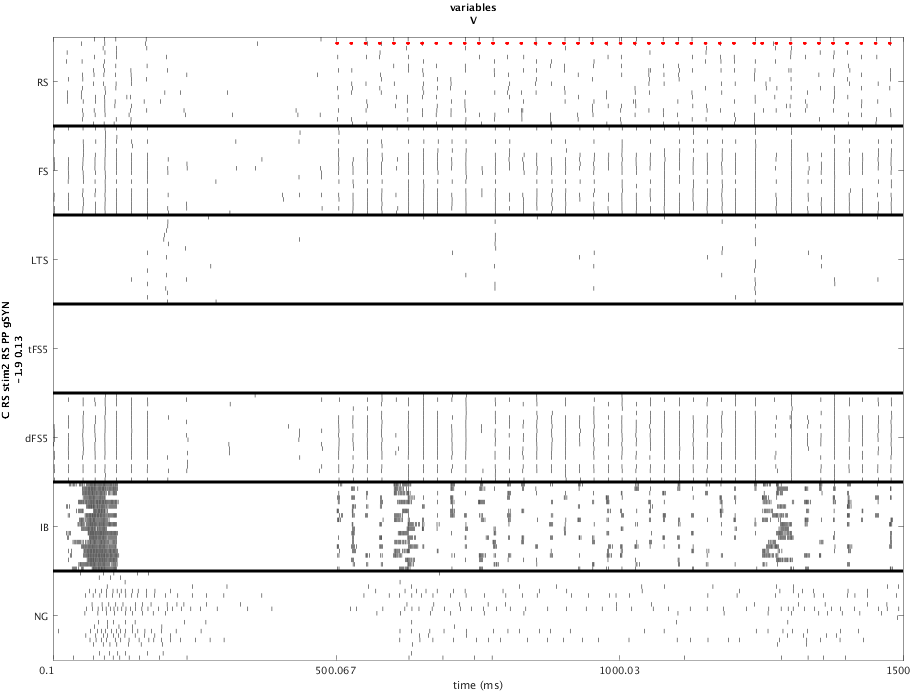 variables
V
C RS stim2 RS PP gSYN
-1.9 0.13
RS
FS
LTS
tFS5
dFS5
IB
NG
0.1
500.067
1000.03
1500
time (ms)